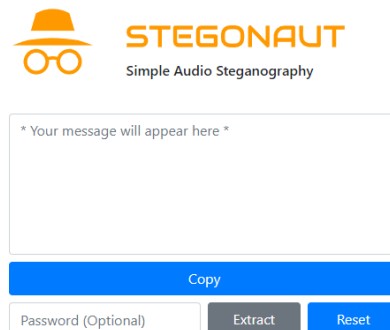 STEGONAUT
Simple Audio Steganography
* Your message will appear here *
Copy
Password (Optional) Extract Reset